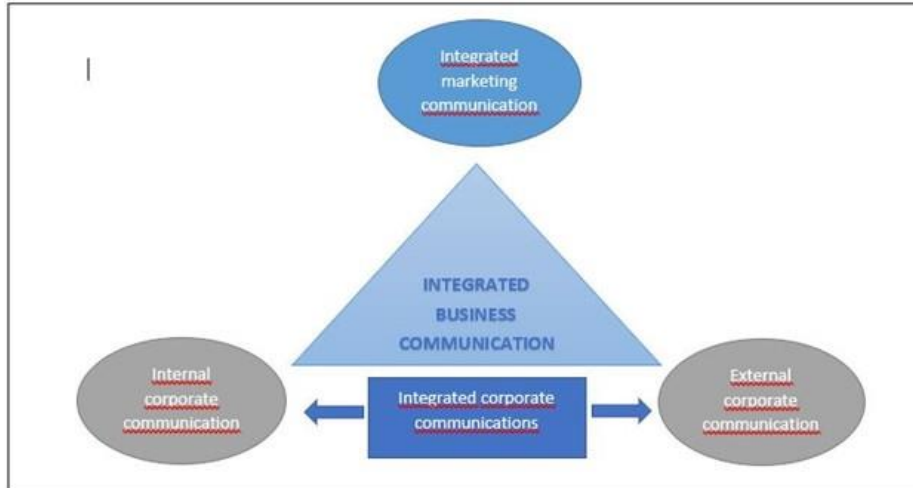 Integrated
marketing
communication
INTEGRATED
BUSINESS
COMMUNICATION
Internal
corporate
communication
Integrated corporate
communications
External
corporate
communication